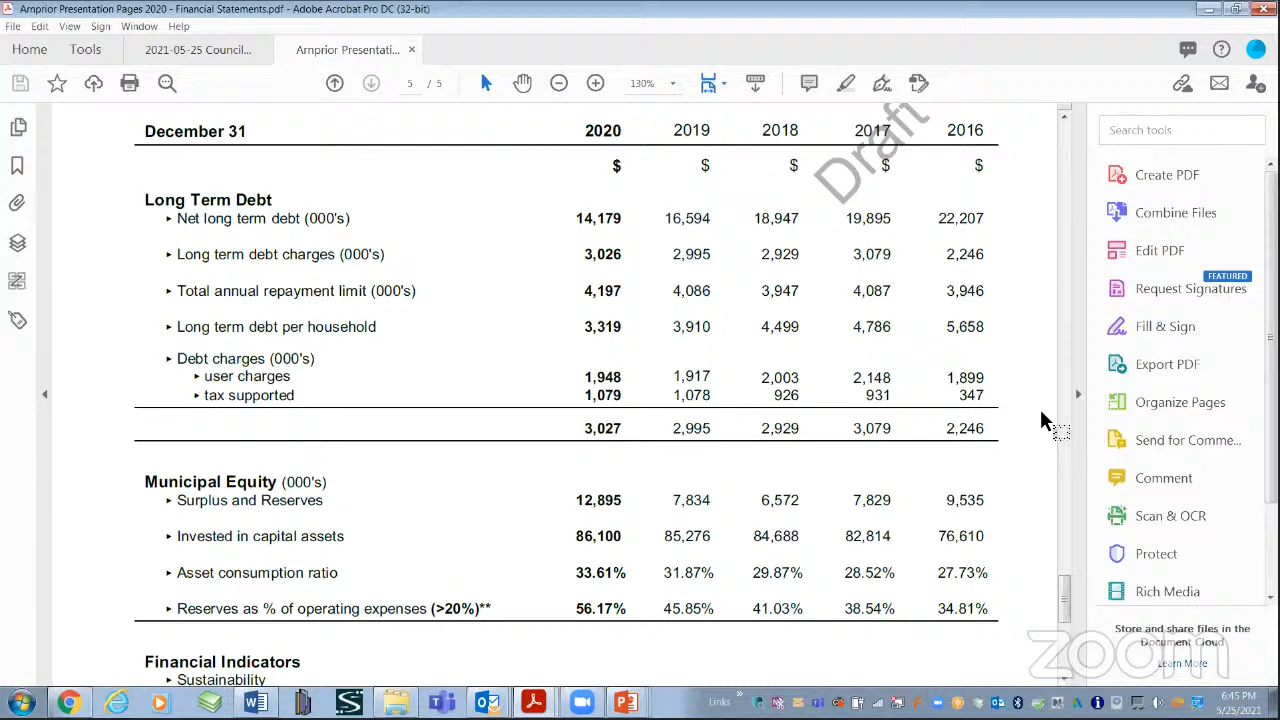 Arnprior Presentation Pages 2020 - Financial Statements.pdf - Adobe Acrobat Pro DC (32-bit)
File Edit View Sign Window Help
Home Tools 2021-05-25 Council... Arnprior Presentati... ×
5 / 5 130%
December 31 2020 2019 2018 2017 2016
$ $ $ $ $
Draft
Long Term Debt
▸ Net long term debt (000's) 14,179 16,594 18,947 19,895 22,207
▸ Long term debt charges (000's) 3,026 2,995 2,929 3,079 2,246
▸ Total annual repayment limit (000's) 4,197 4,086 3,947 4,087 3,946
▸ Long term debt per household 3,319 3,910 4,499 4,786 5,658
▸ Debt charges (000's)
▸ user charges 1,948 1,917 2,003 2,148 1,899
▸ tax supported 1,079 1,078 926 931 347
3,027 2,995 2,929 3,079 2,246
Municipal Equity (000's)
▸ Surplus and Reserves 12,895 7,834 6,572 7,829 9,535
▸ Invested in capital assets 86,100 85,276 84,688 82,814 76,610
▸ Asset consumption ratio 33.61% 31.87% 29.87% 28.52% 27.73%
▸ Reserves as % of operating expenses (>20%)** 56.17% 45.85% 41.03% 38.54% 34.81%
Financial Indicators
▸ Sustainability
Search tools
Create PDF
Combine Files
Edit PDF
FEATURED
Request Signatures
Fill & Sign
Export PDF
Organize Pages
Send for Comme...
Comment
Scan & OCR
Protect
Rich Media
Store and share files in the
Document Cloud
Learn More
zoom
Links »
6:45 PM
5/25/2021